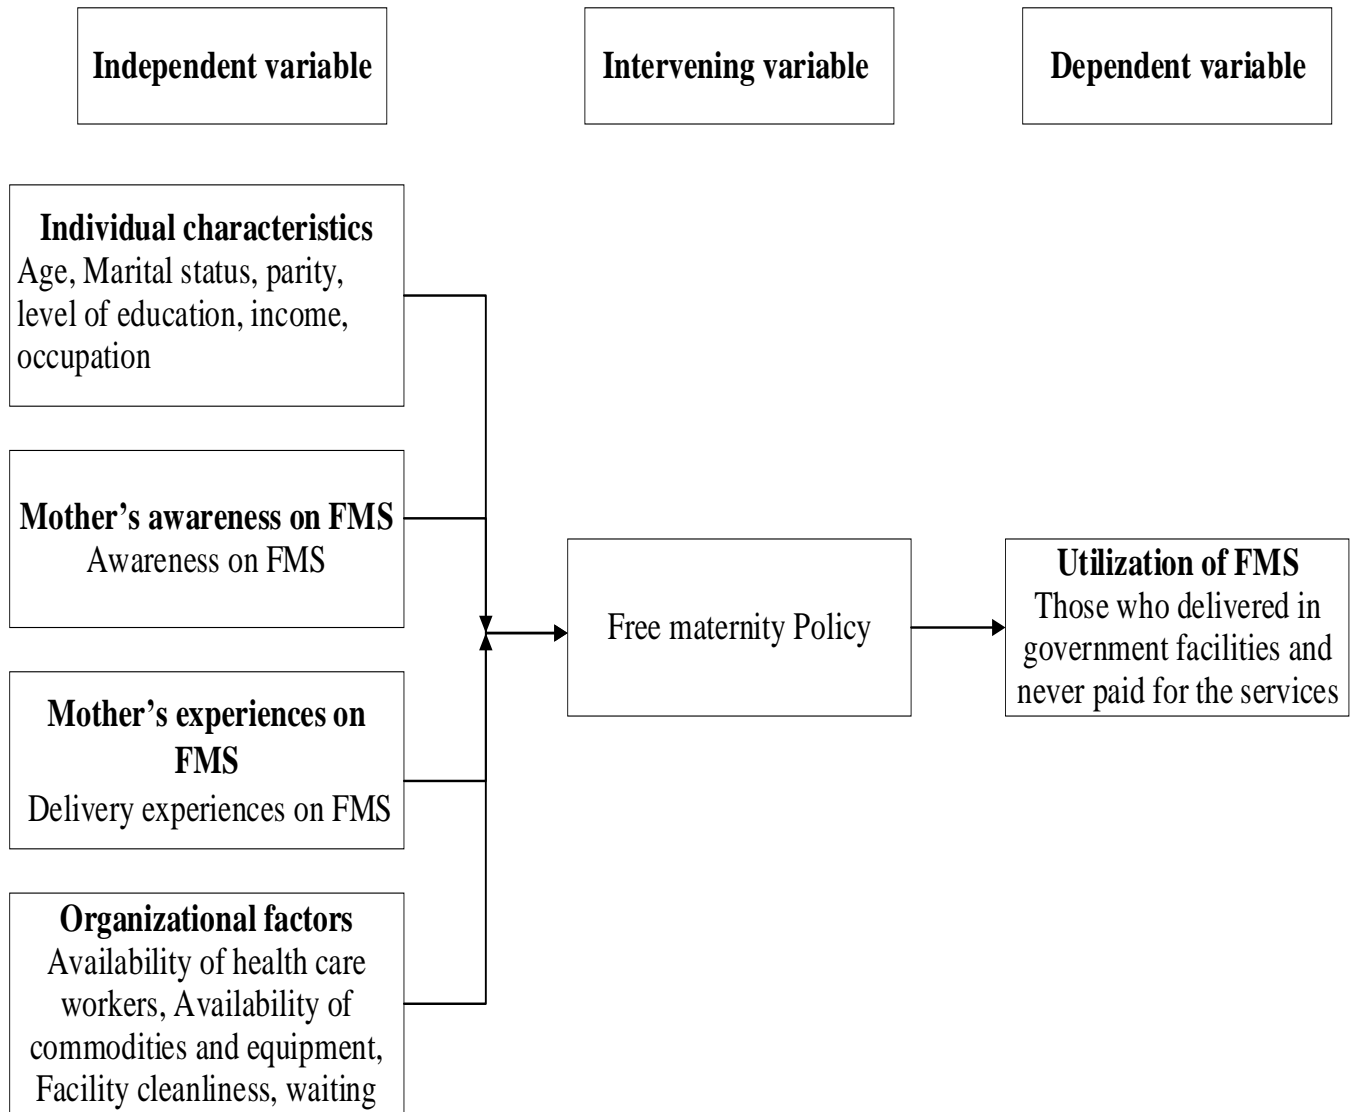 Independent variable
Intervening variable
Dependent variable
Individual characteristics
Age, Marital status, parity,
level of education, income,
occupation
Mother’s awareness on FMS
Awareness on FMS
Mother’s experiences on
FMS
Delivery experiences on FMS
Organizational factors
Availability of health care
workers, Availability of
commodities and equipment,
Facility cleanliness, waiting
Free maternity Policy
Utilization of FMS
Those who delivered in
government facilities and
never paid for the services